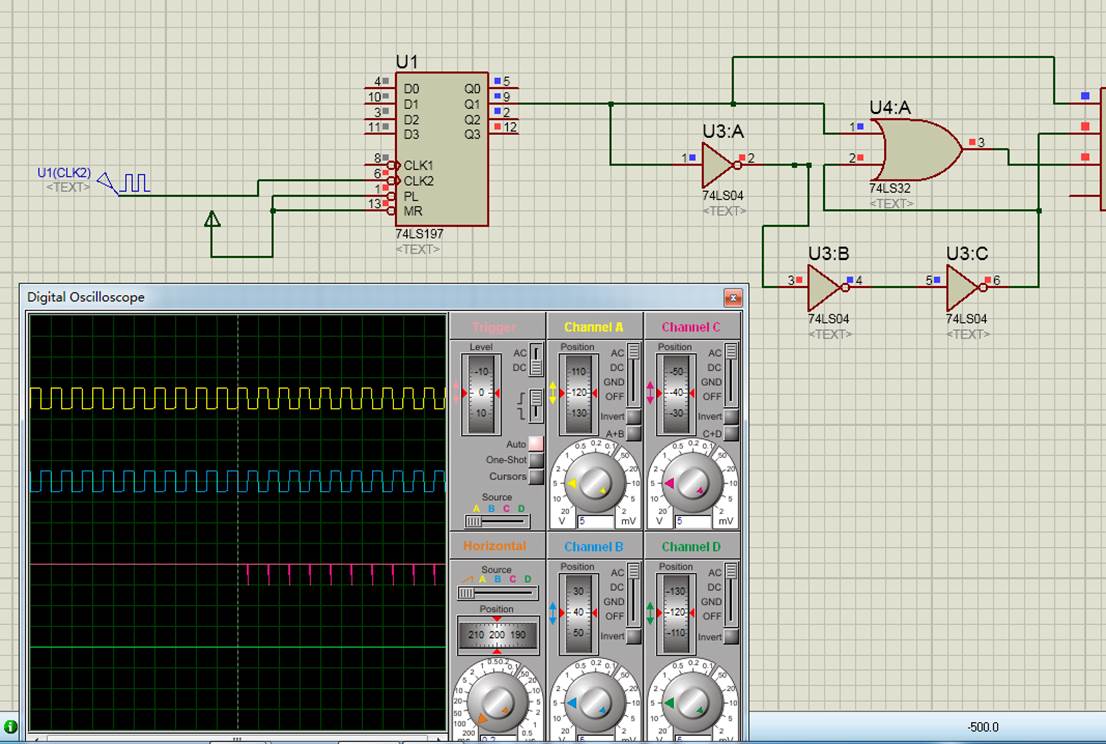 U1
4 D0 Q0 5
10 D1 Q1 9
3 D2 Q2 2
11 D3 Q3 12
8 CLK1
6 CLK2
1 PL
13 MR
74LS197
<TEXT>
U1(CLK2)
<TEXT>
U3:A
1 2
74LS04
<TEXT>
U4:A
1
2
3
74LS32
<TEXT>
U3:B
3 4
74LS04
<TEXT>
U3:C
5 6
74LS04
<TEXT>
Digital Oscilloscope
Trigger
Level
AC
DC
-10
0
10
Auto
One-Shot
Cursors
Source
A B C D
Channel A
Position
AC
DC
GND
OFF
110
120
130
Invert
A+B
V 5 mV
Channel C
Position
AC
DC
GND
OFF
-50
-40
-30
Invert
C+D
V 5 mV
Horizontal
Source
A B C D
Position
210 200 190
Channel B
Position
AC
DC
GND
OFF
30
40
50
Invert
Channel D
Position
AC
DC
GND
OFF
-130
-120
-110
Invert
-500.0